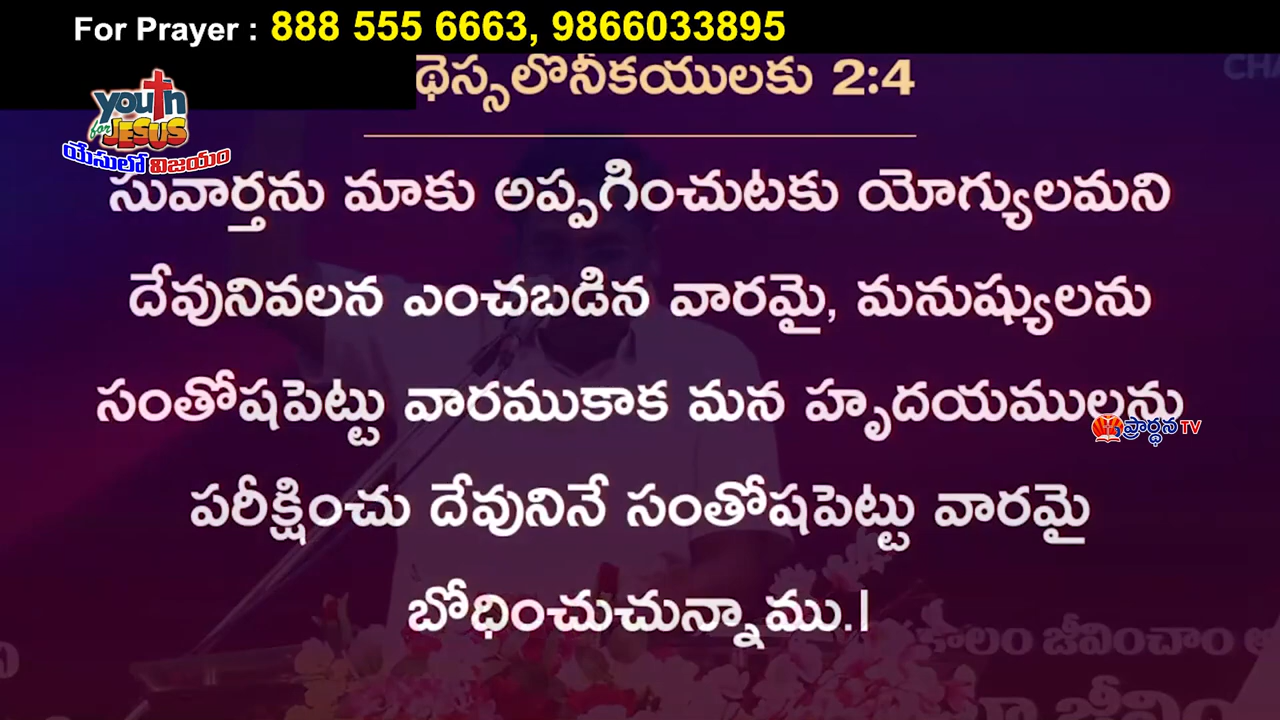 For Prayer : 888 555 6663, 9866033895
థెస్సలొనీకయులకు 2:4
CHA
youth
for JESUS
యేసులో విజయం
సువార్తను మాకు అప్పగించుటకు యోగ్యులమని
దేవునివలన ఎంచబడిన వారమై, మనుష్యులను
సంతోషపెట్టు వారముకాక మన హృదయములను
ప్రార్థన TV
పరీక్షించు దేవునినే సంతోషపెట్టు వారమై
బోధించుచున్నాము.
కాలం జీవించాం